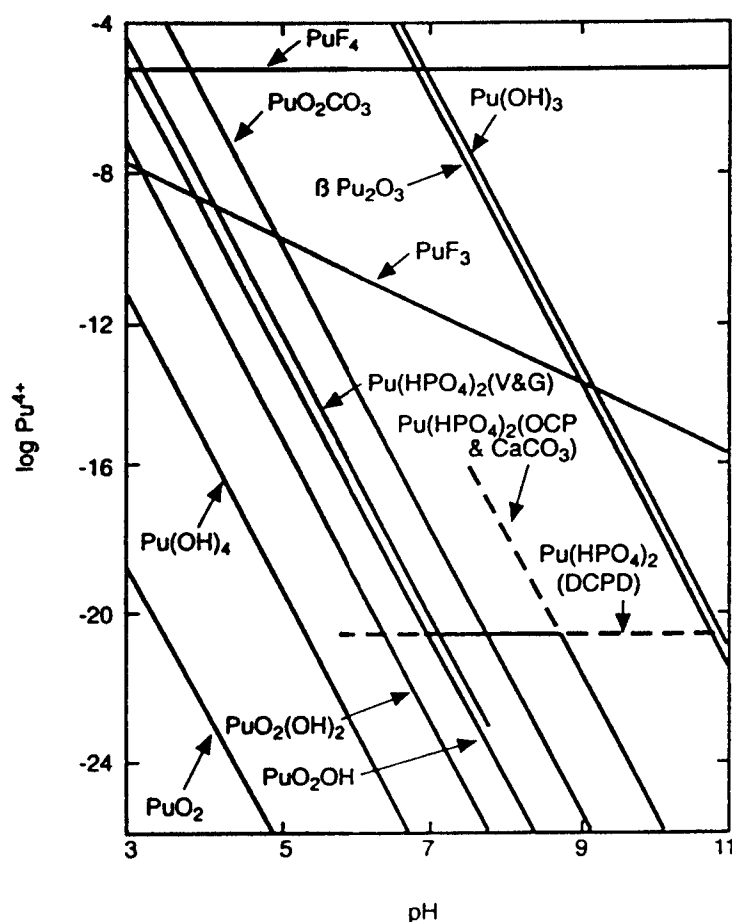 -4
PuF₄
PuO₂CO₃
Pu(OH)₃
-8
β Pu₂O₃
PuF₃
-12
log Pu⁴⁺
Pu(HPO₄)₂(V&G)
Pu(HPO₄)₂(OCP
& CaCO₃)
-16
Pu(OH)₄
Pu(HPO₄)₂
(DCPD)
-20
PuO₂(OH)₂
PuO₂OH
-24
PuO₂
3 5 7 9 11
pH